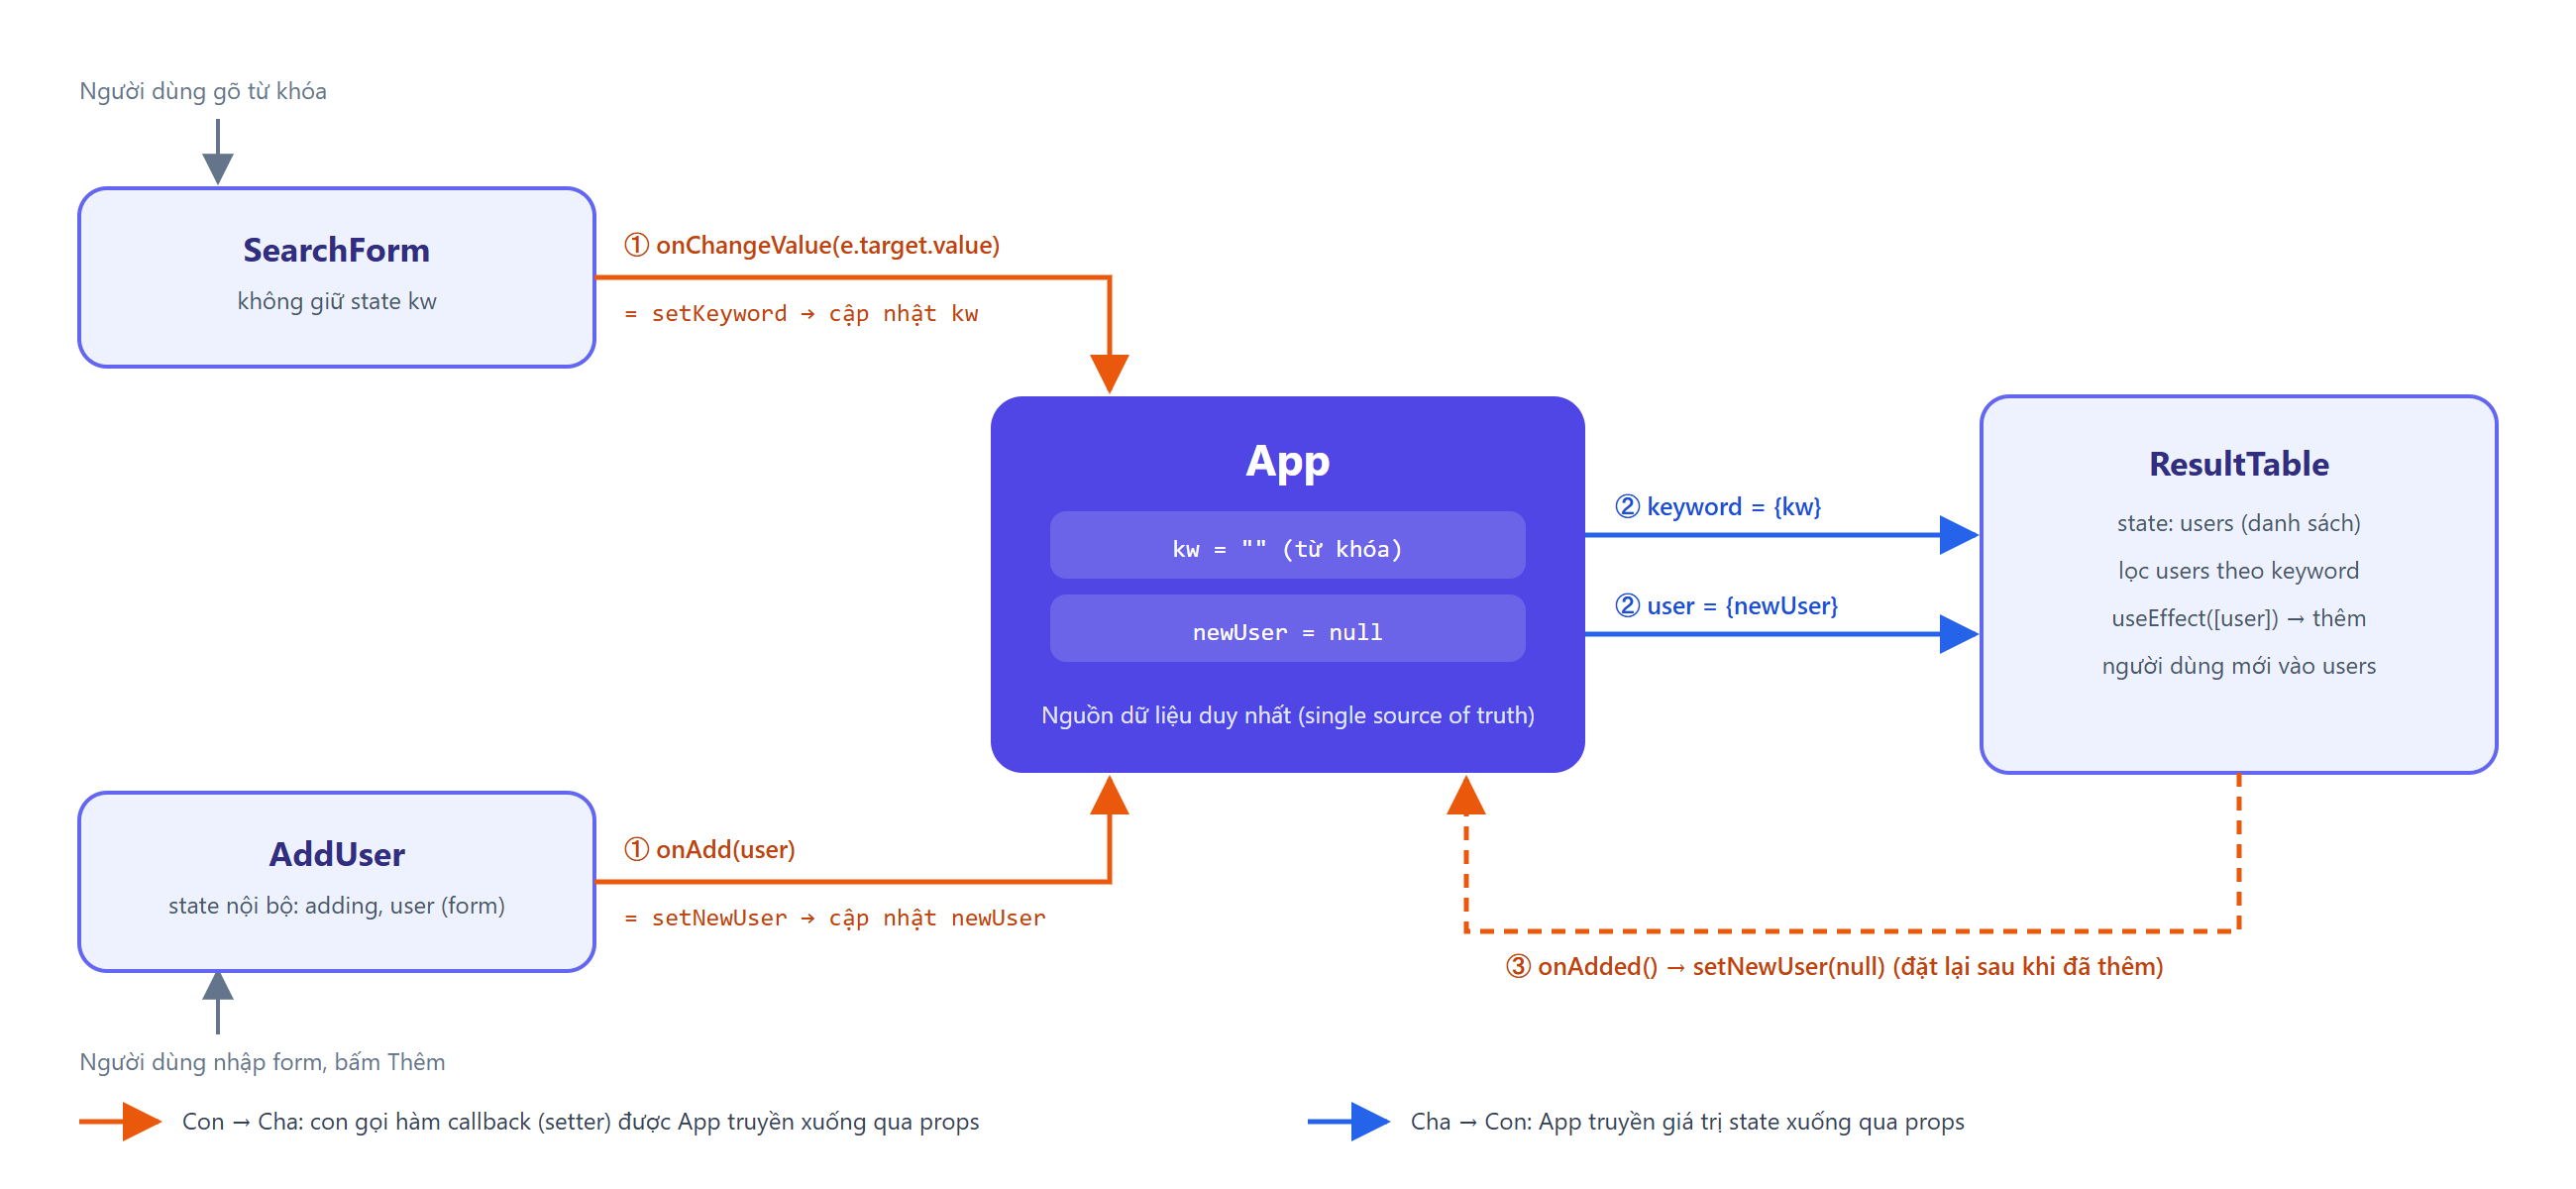 Người dùng gõ từ khóa
SearchForm
không giữ state kw
① onChangeValue(e.target.value)
= setKeyword → cập nhật kw
App
kw = "" (từ khóa)
newUser = null
Nguồn dữ liệu duy nhất (single source of truth)
② keyword = {kw}
② user = {newUser}
ResultTable
state: users (danh sách)
lọc users theo keyword
useEffect([user]) → thêm
người dùng mới vào users
AddUser
state nội bộ: adding, user (form)
① onAdd(user)
= setNewUser → cập nhật newUser
③ onAdded() → setNewUser(null) (đặt lại sau khi đã thêm)
Người dùng nhập form, bấm Thêm
Con → Cha: con gọi hàm callback (setter) được App truyền xuống qua props
Cha → Con: App truyền giá trị state xuống qua props